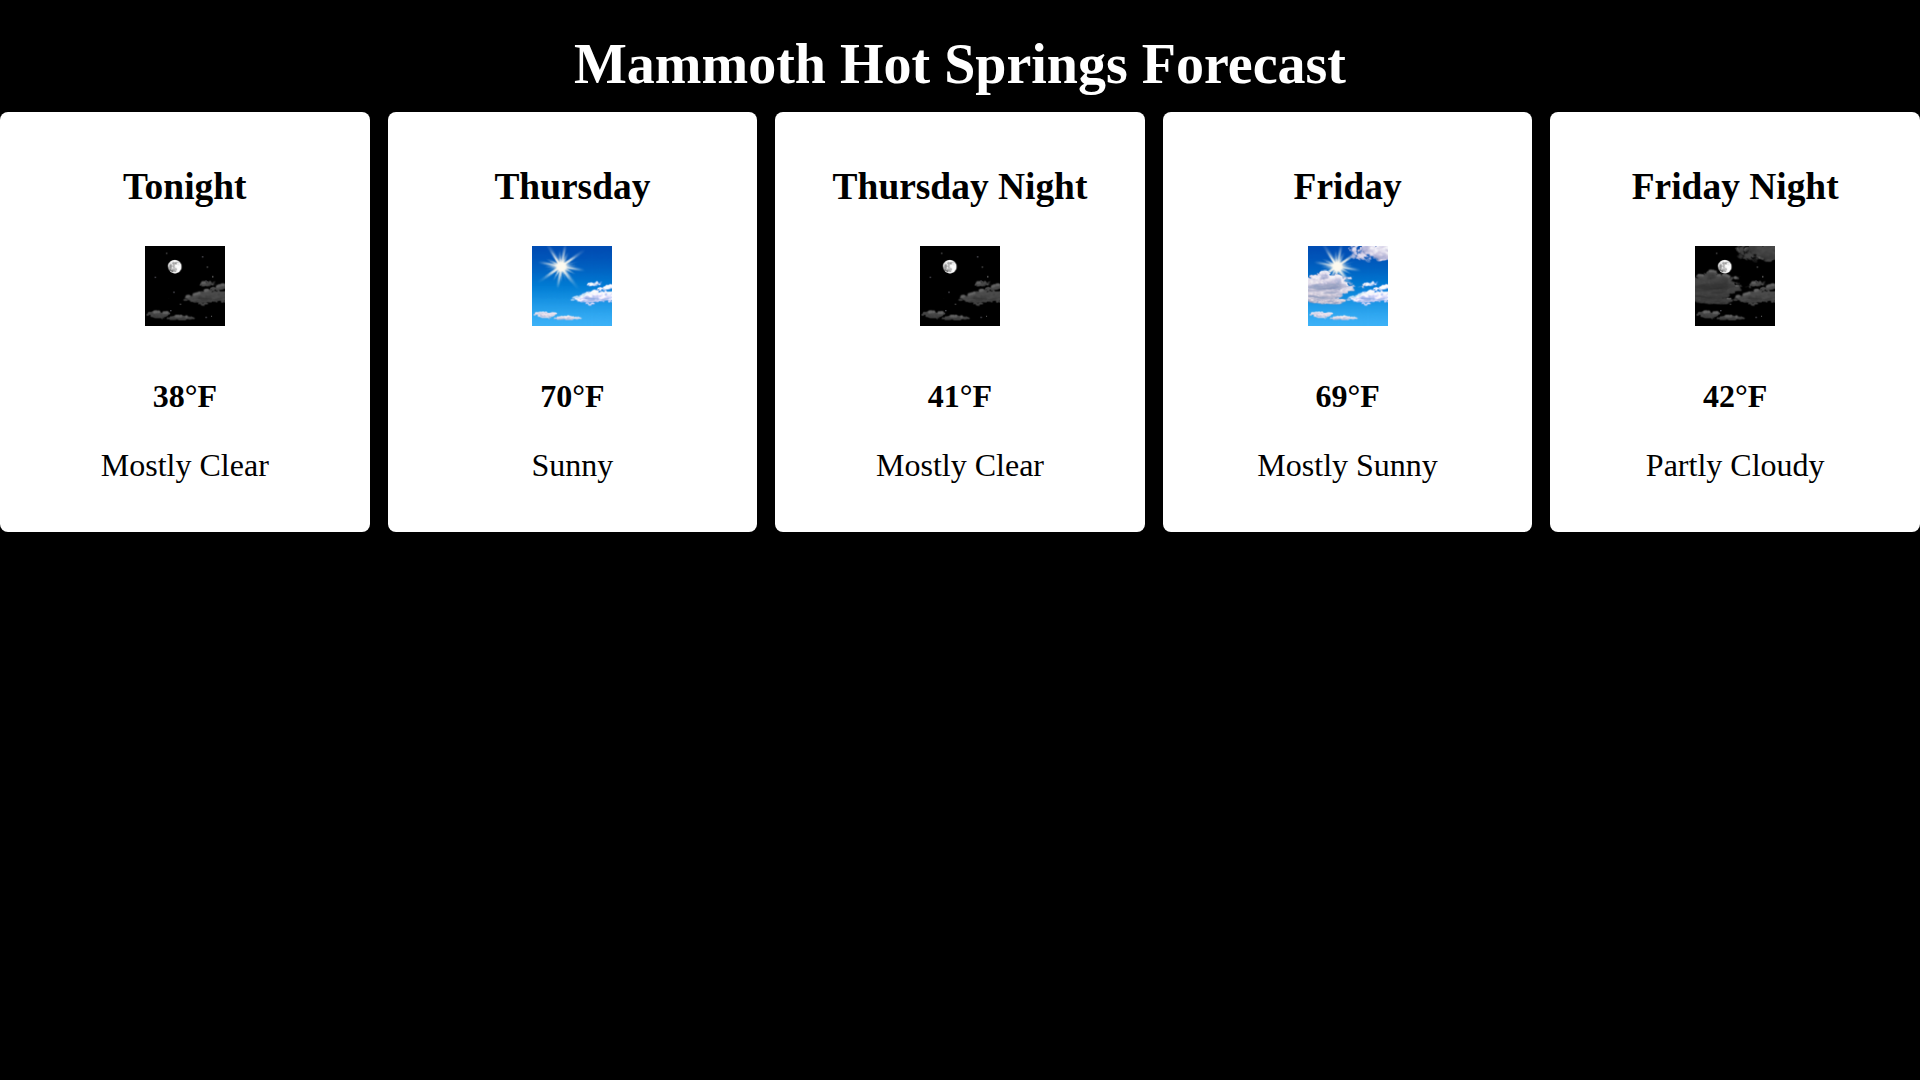 Mammoth Hot Springs Forecast
Tonight
38°F
Mostly Clear
Thursday
70°F
Sunny
Thursday Night
41°F
Mostly Clear
Friday
69°F
Mostly Sunny
Friday Night
42°F
Partly Cloudy